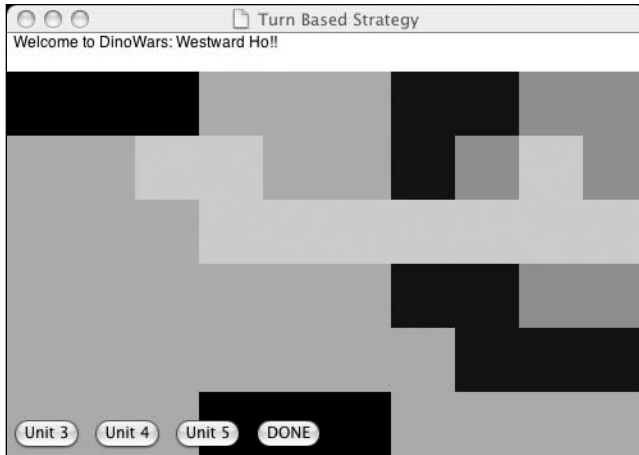 Turn Based Strategy
Welcome to DinoWars: Westward Ho!!
Unit 3 Unit 4 Unit 5 DONE